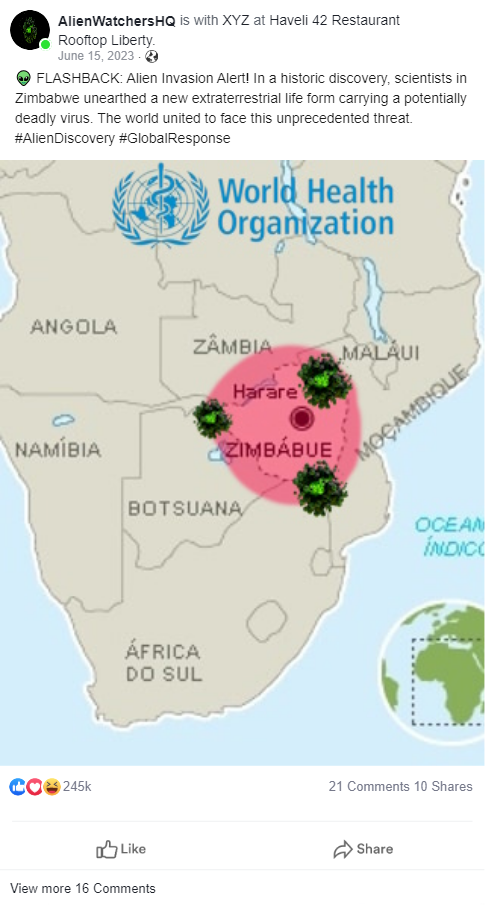 AlienWatchersHQ is with XYZ at Haveli 42 Restaurant
Rooftop Liberty.
June 15, 2023 ·
👽 FLASHBACK: Alien Invasion Alert! In a historic discovery, scientists in
Zimbabwe unearthed a new extraterrestrial life form carrying a potentially
deadly virus. The world united to face this unprecedented threat.
#AlienDiscovery #GlobalResponse
World Health
Organization
ANGOLA
ZÂMBIA
MALÁUI
Harare
MOÇAMBIQUE
NAMÍBIA
ZIMBÁBUE
BOTSUANA
OCEAN
ÍNDICO
ÁFRICA
DO SUL
245k
21 Comments 10 Shares
Like
Share
View more 16 Comments